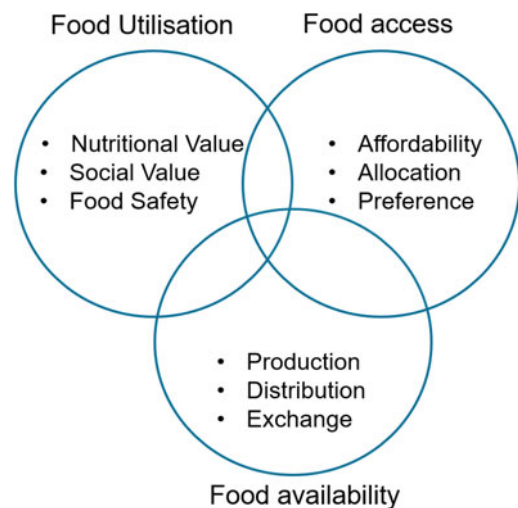 Food Utilisation
Food access
• Nutritional Value
• Social Value
• Food Safety
• Affordability
• Allocation
• Preference
• Production
• Distribution
• Exchange
Food availability